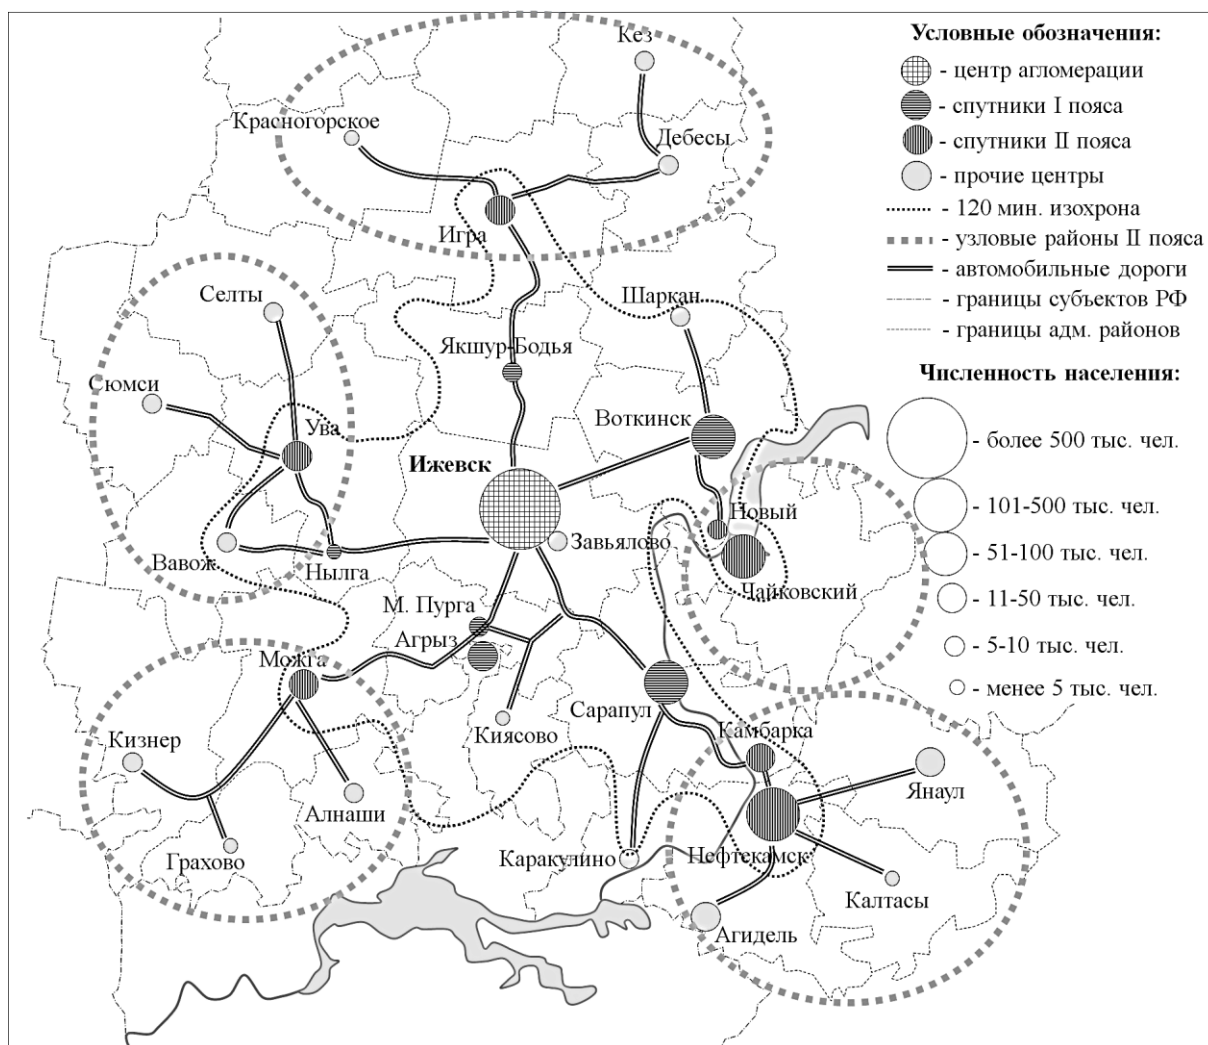 Условные обозначения:
- центр агломерации
- спутники I пояса
- спутники II пояса
- прочие центры
- 120 мин. изохрона
- узловые районы II пояса
- автомобильные дороги
- границы субъектов РФ
- границы адм. районов
Численность населения:
- более 500 тыс. чел.
- 101-500 тыс. чел.
- 51-100 тыс. чел.
- 11-50 тыс. чел.
- 5-10 тыс. чел.
- менее 5 тыс. чел.
Кез
Красногорское
Дебесы
Игра
Селты
Шаркан
Якшур-Бодья
Сюмси
Ува
Воткинск
Ижевск
Новый
Завьялово
Вавож
Нылга
Чайковский
М. Пурга
Агрыз
Можга
Сарапул
Киясово
Камбарка
Кизнер
Янаул
Алнаши
Грахово
Каракулино
Нефтекамск
Калтасы
Агидель